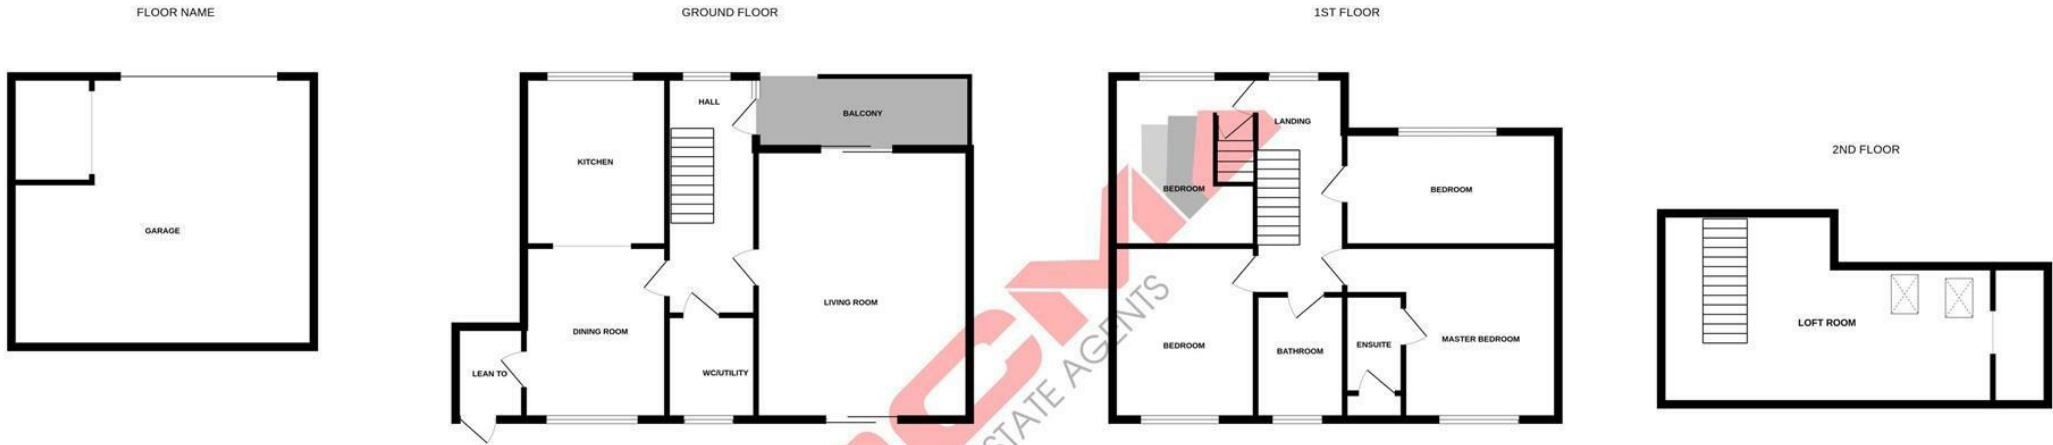 FLOOR NAME
GROUND FLOOR
1ST FLOOR
2ND FLOOR
GARAGE
HALL
BALCONY
KITCHEN
LIVING ROOM
DINING ROOM
LEAN TO
WC/UTILITY
LANDING
BEDROOM
BEDROOM
BEDROOM
BATHROOM
ENSUITE
MASTER BEDROOM
LOFT ROOM
CM
STATE AGENTS